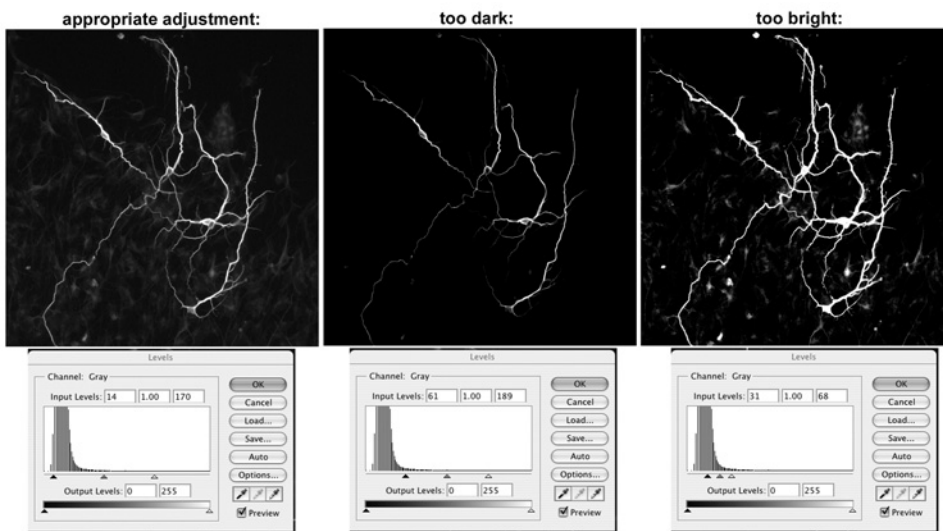 appropriate adjustment:
too dark:
too bright:
Levels
Channel: Gray
Input Levels: 14 1.00 170
Output Levels: 0 255
OK
Cancel
Load...
Save...
Auto
Options...
Preview
Levels
Channel: Gray
Input Levels: 61 1.00 189
Output Levels: 0 255
OK
Cancel
Load...
Save...
Auto
Options...
Preview
Levels
Channel: Gray
Input Levels: 31 1.00 68
Output Levels: 0 255
OK
Cancel
Load...
Save...
Auto
Options...
Preview